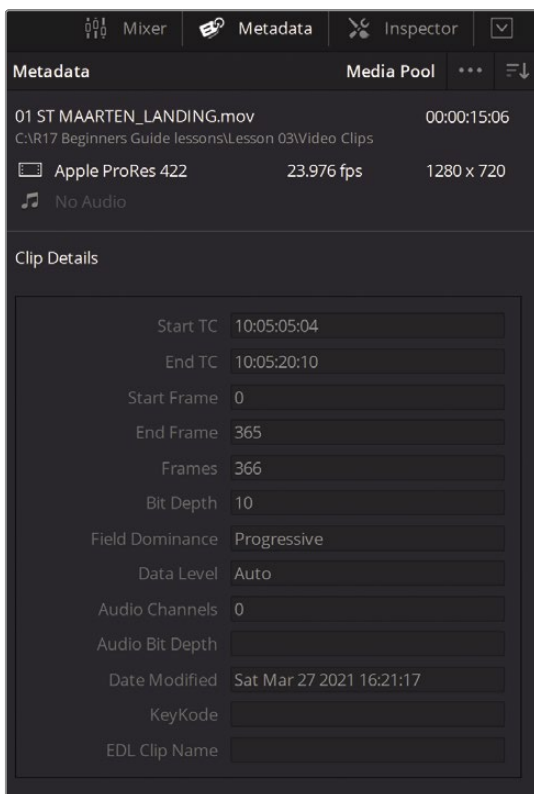 Mixer Metadata Inspector
Metadata Media Pool
01 ST MAARTEN_LANDING.mov 00:00:15:06
C:\R17 Beginners Guide lessons\Lesson 03\Video Clips
Apple ProRes 422 23.976 fps 1280 x 720
No Audio
Clip Details
Start TC 10:05:05:04
End TC 10:05:20:10
Start Frame 0
End Frame 365
Frames 366
Bit Depth 10
Field Dominance Progressive
Data Level Auto
Audio Channels 0
Audio Bit Depth
Date Modified Sat Mar 27 2021 16:21:17
KeyKode
EDL Clip Name